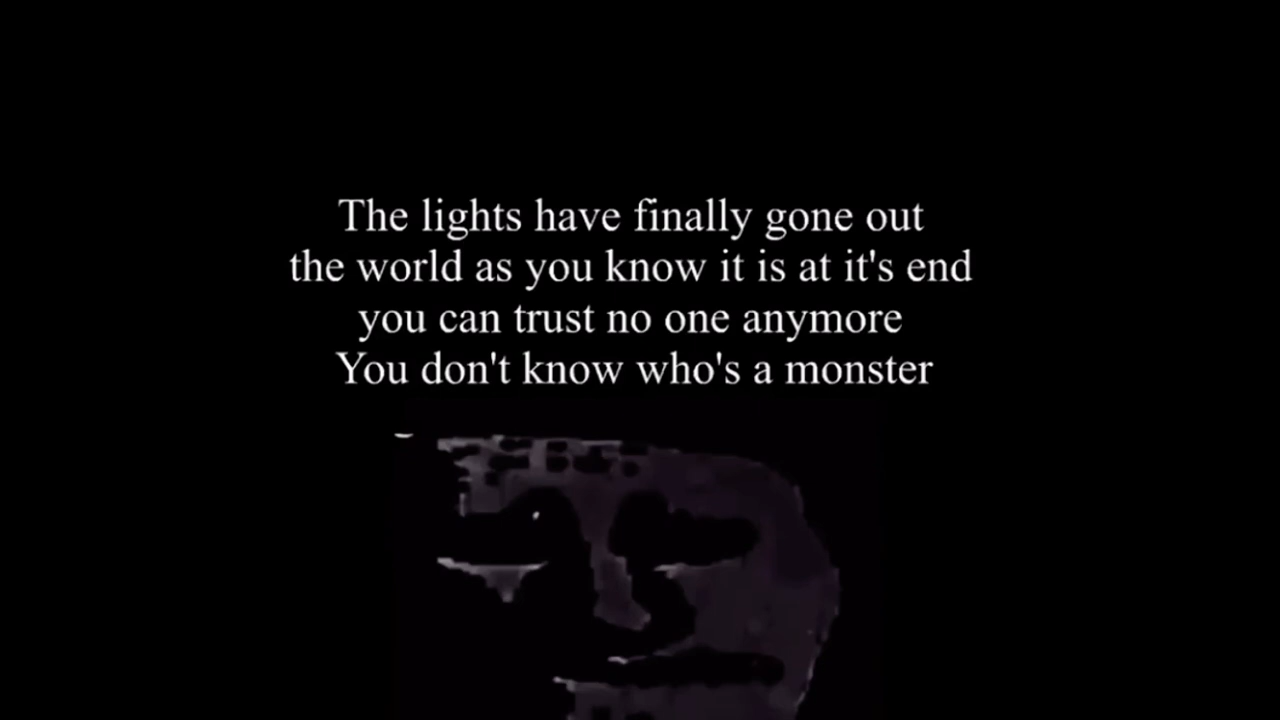 The lights have finally gone out
the world as you know it is at it's end
you can trust no one anymore
You don't know who's a monster